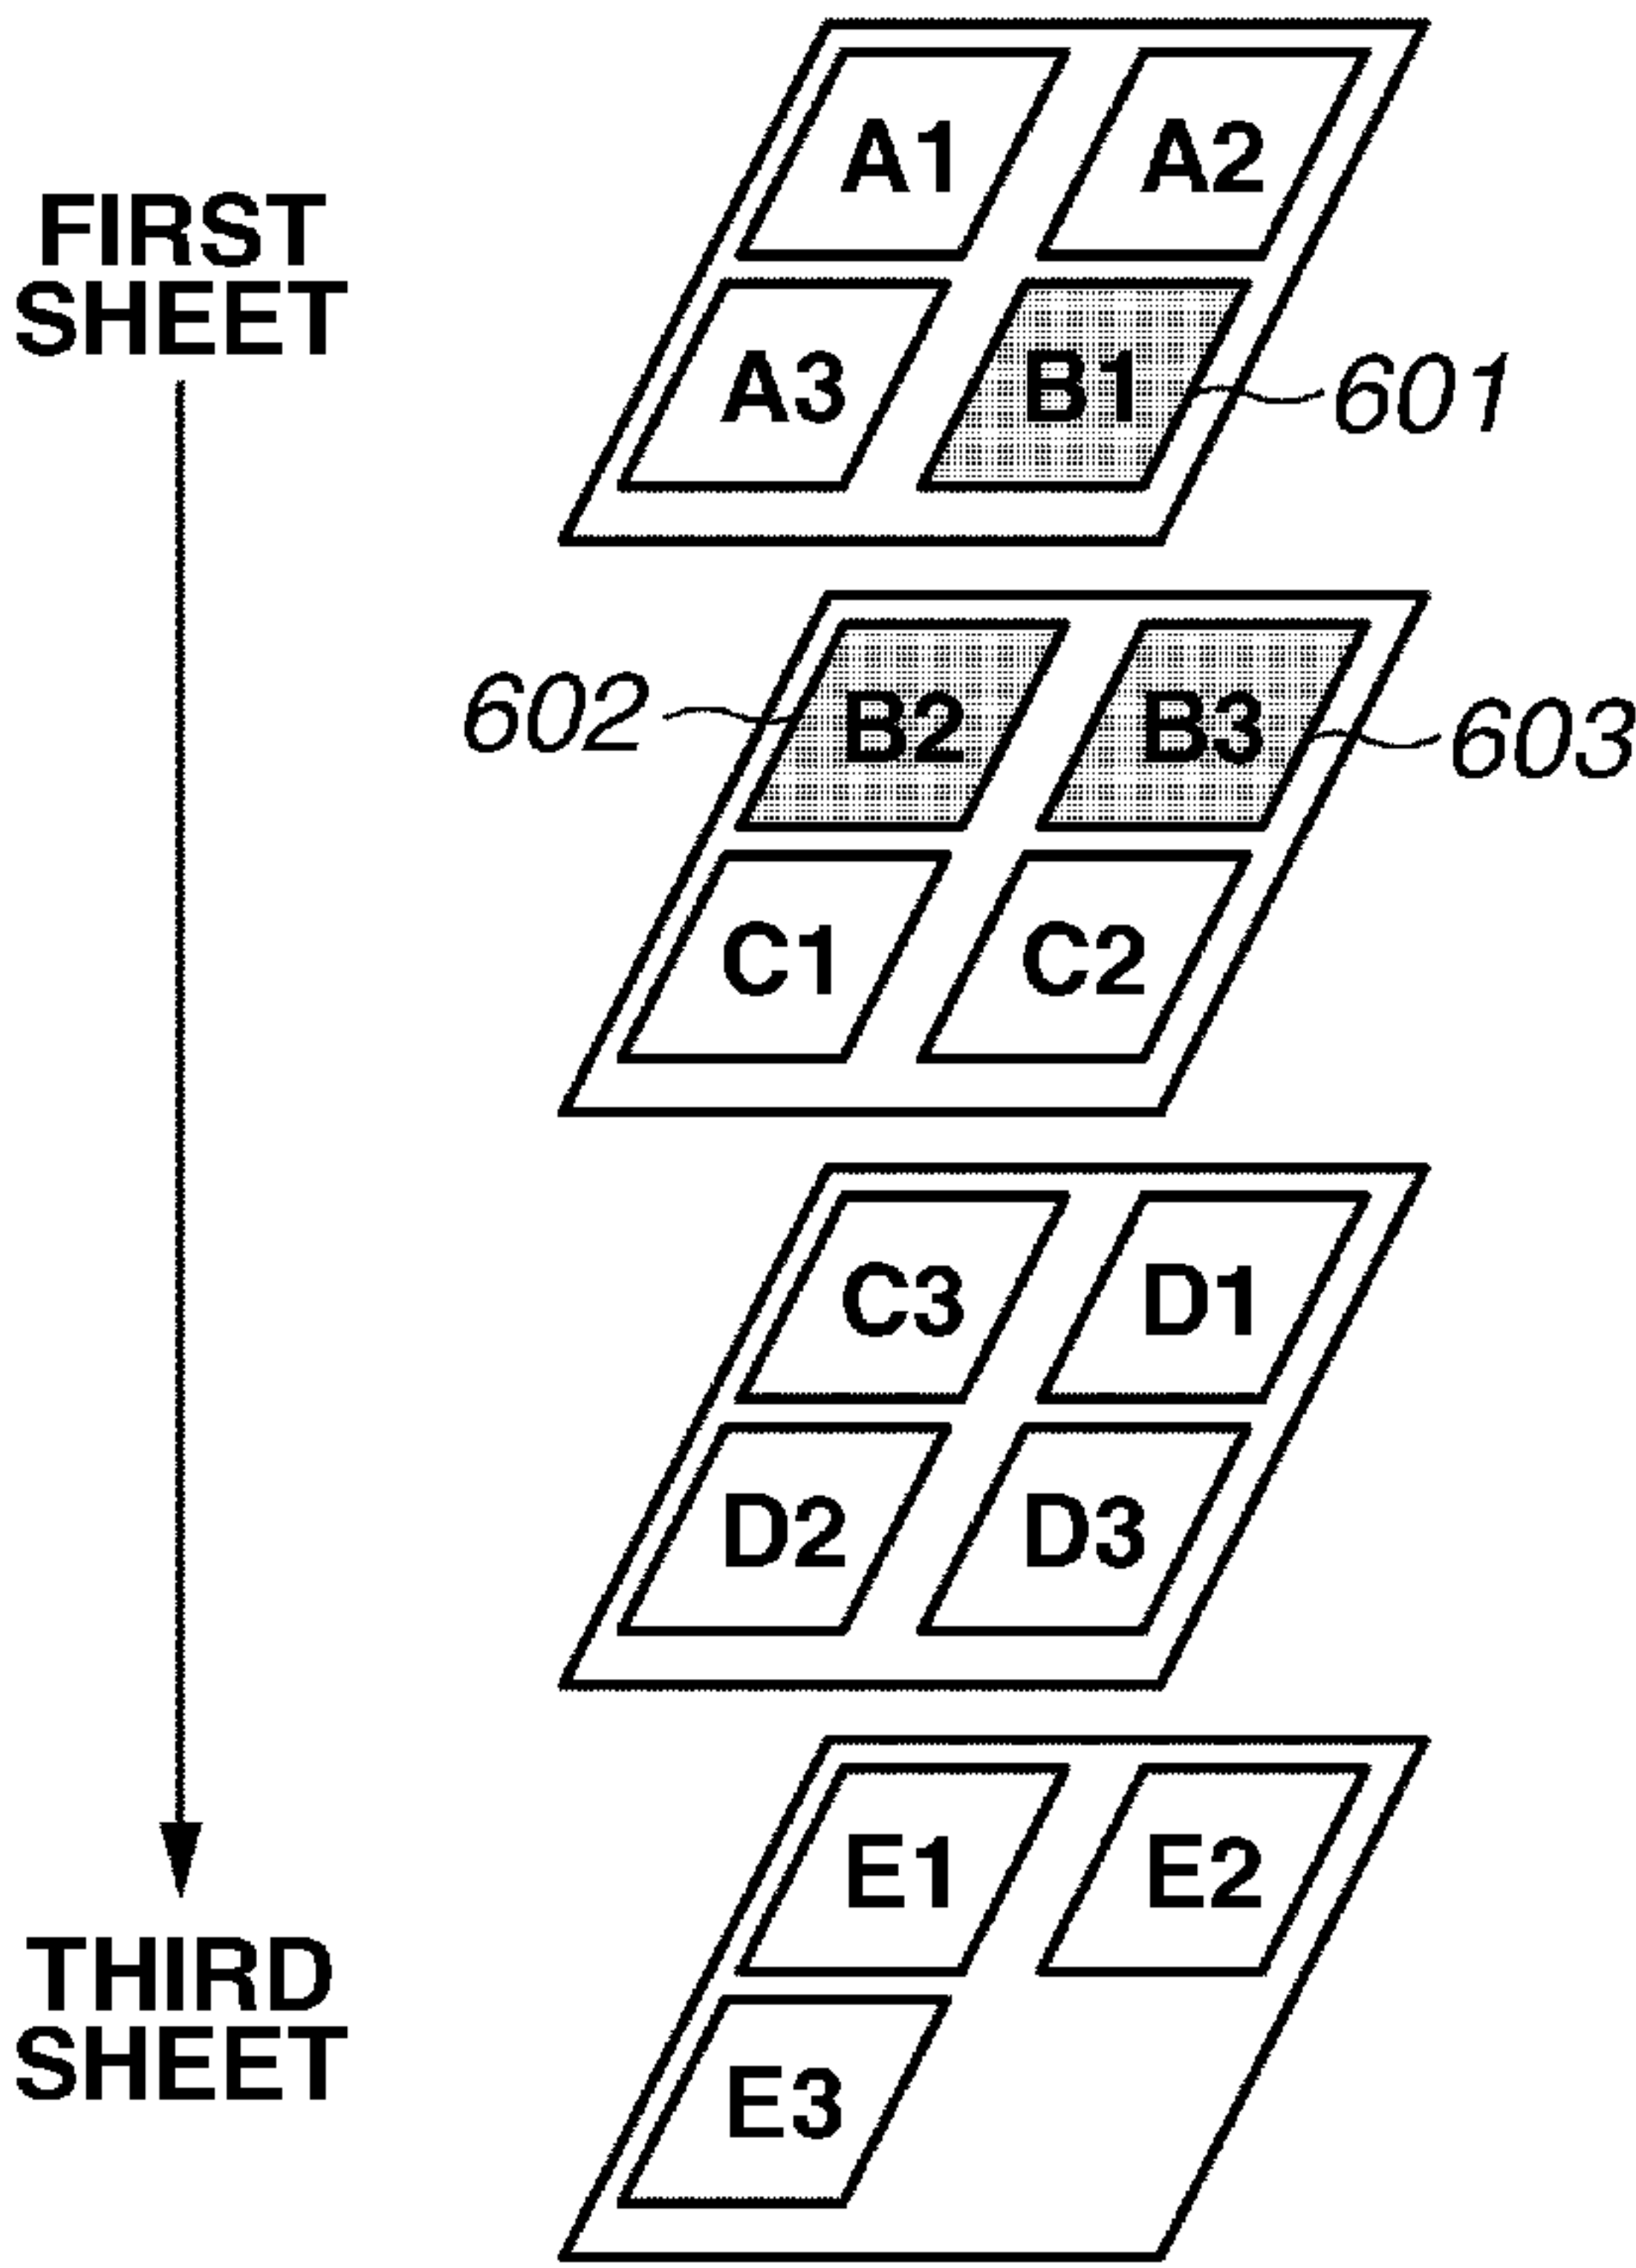 A1 A2
FIRST
SHEET
A3 B1 601
602 B2 B3 603
C1 C2
C3 D1
D2 D3
E1 E2
THIRD
SHEET
E3